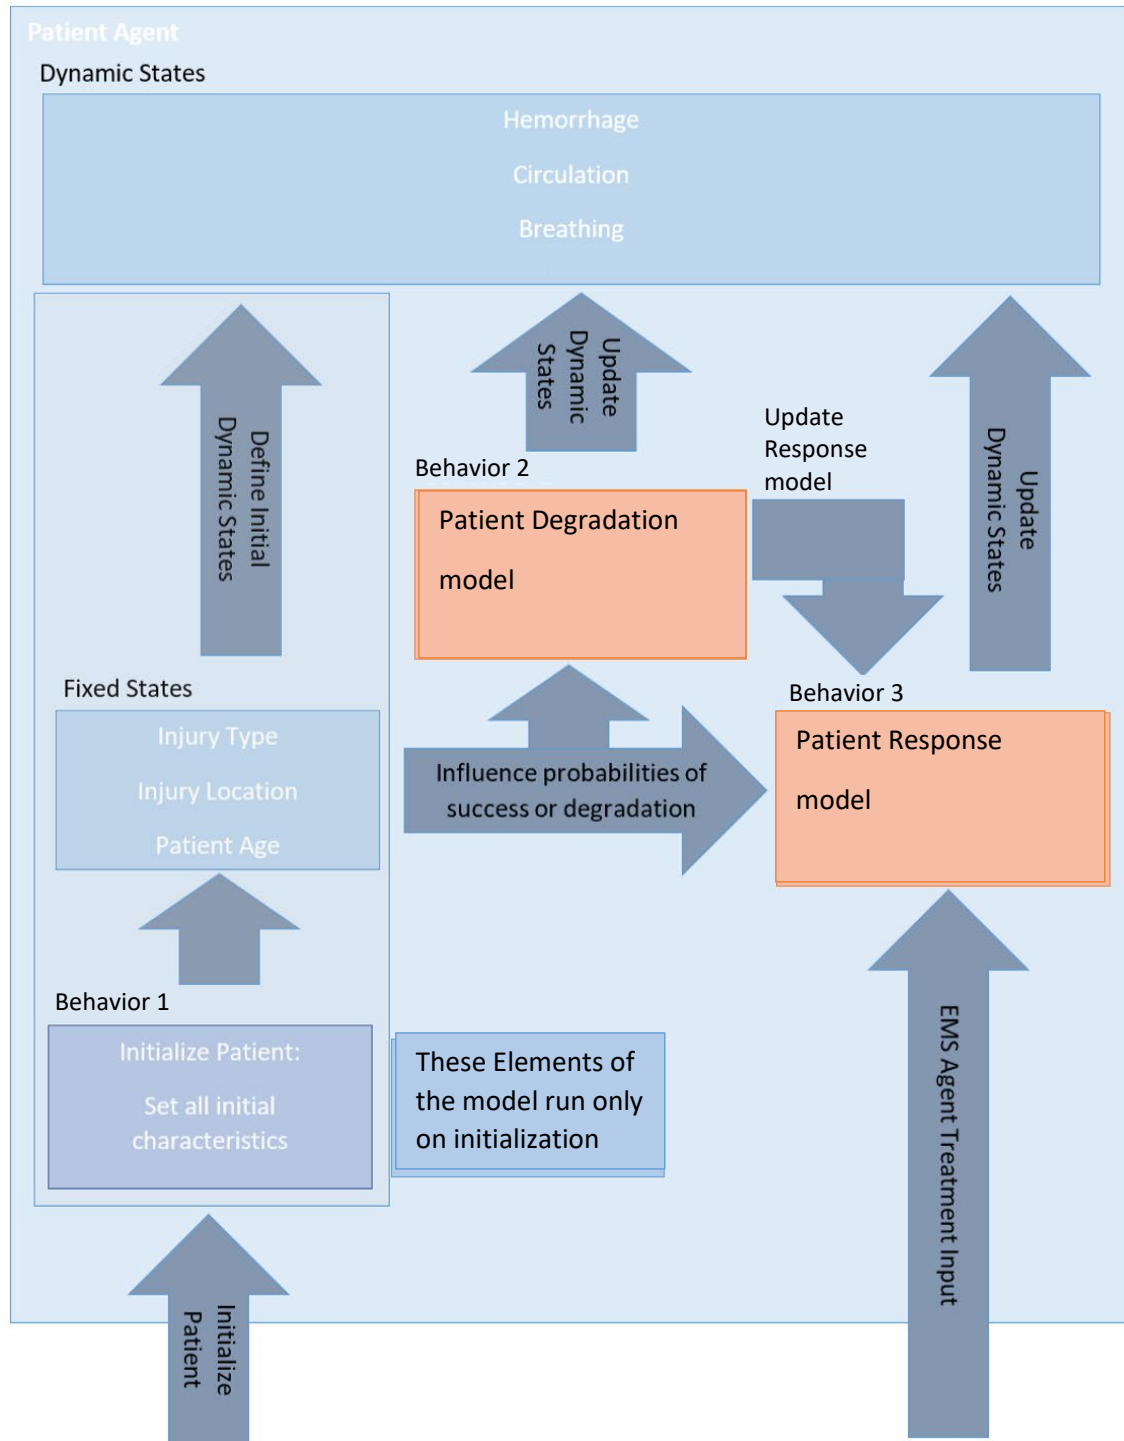 Patient Agent
Dynamic States
Hemorrhage
Circulation
Breathing
Define Initial
Dynamic States
Update
Dynamic
States
Update
Response
model
Update
Dynamic States
Behavior 2
Patient Degradation
model
Fixed States
Injury Type
Injury Location
Patient Age
Influence probabilities of
success or degradation
Behavior 3
Patient Response
model
Behavior 1
Initialize Patient:
Set all initial
characteristics
These Elements of
the model run only
on initialization
EMS Agent Treatment Input
Initialize
Patient